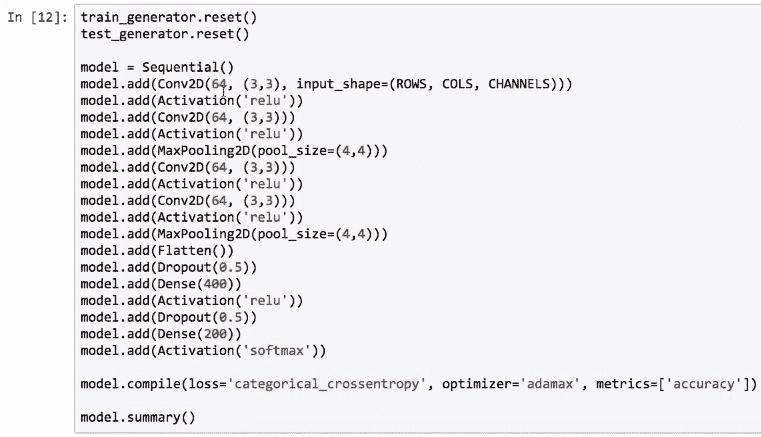 In [12]: train_generator.reset()
test_generator.reset()
model = Sequential()
model.add(Conv2D(64, (3,3), input_shape=(ROWS, COLS, CHANNELS)))
model.add(Activation('relu'))
model.add(Conv2D(64, (3,3)))
model.add(Activation('relu'))
model.add(MaxPooling2D(pool_size=(4,4)))
model.add(Conv2D(64, (3,3)))
model.add(Activation('relu'))
model.add(Conv2D(64, (3,3)))
model.add(Activation('relu'))
model.add(MaxPooling2D(pool_size=(4,4)))
model.add(Flatten())
model.add(Dropout(0.5))
model.add(Dense(400))
model.add(Activation('relu'))
model.add(Dropout(0.5))
model.add(Dense(200))
model.add(Activation('softmax'))
model.compile(loss='categorical_crossentropy', optimizer='adamax', metrics=['accuracy'])
model.summary()